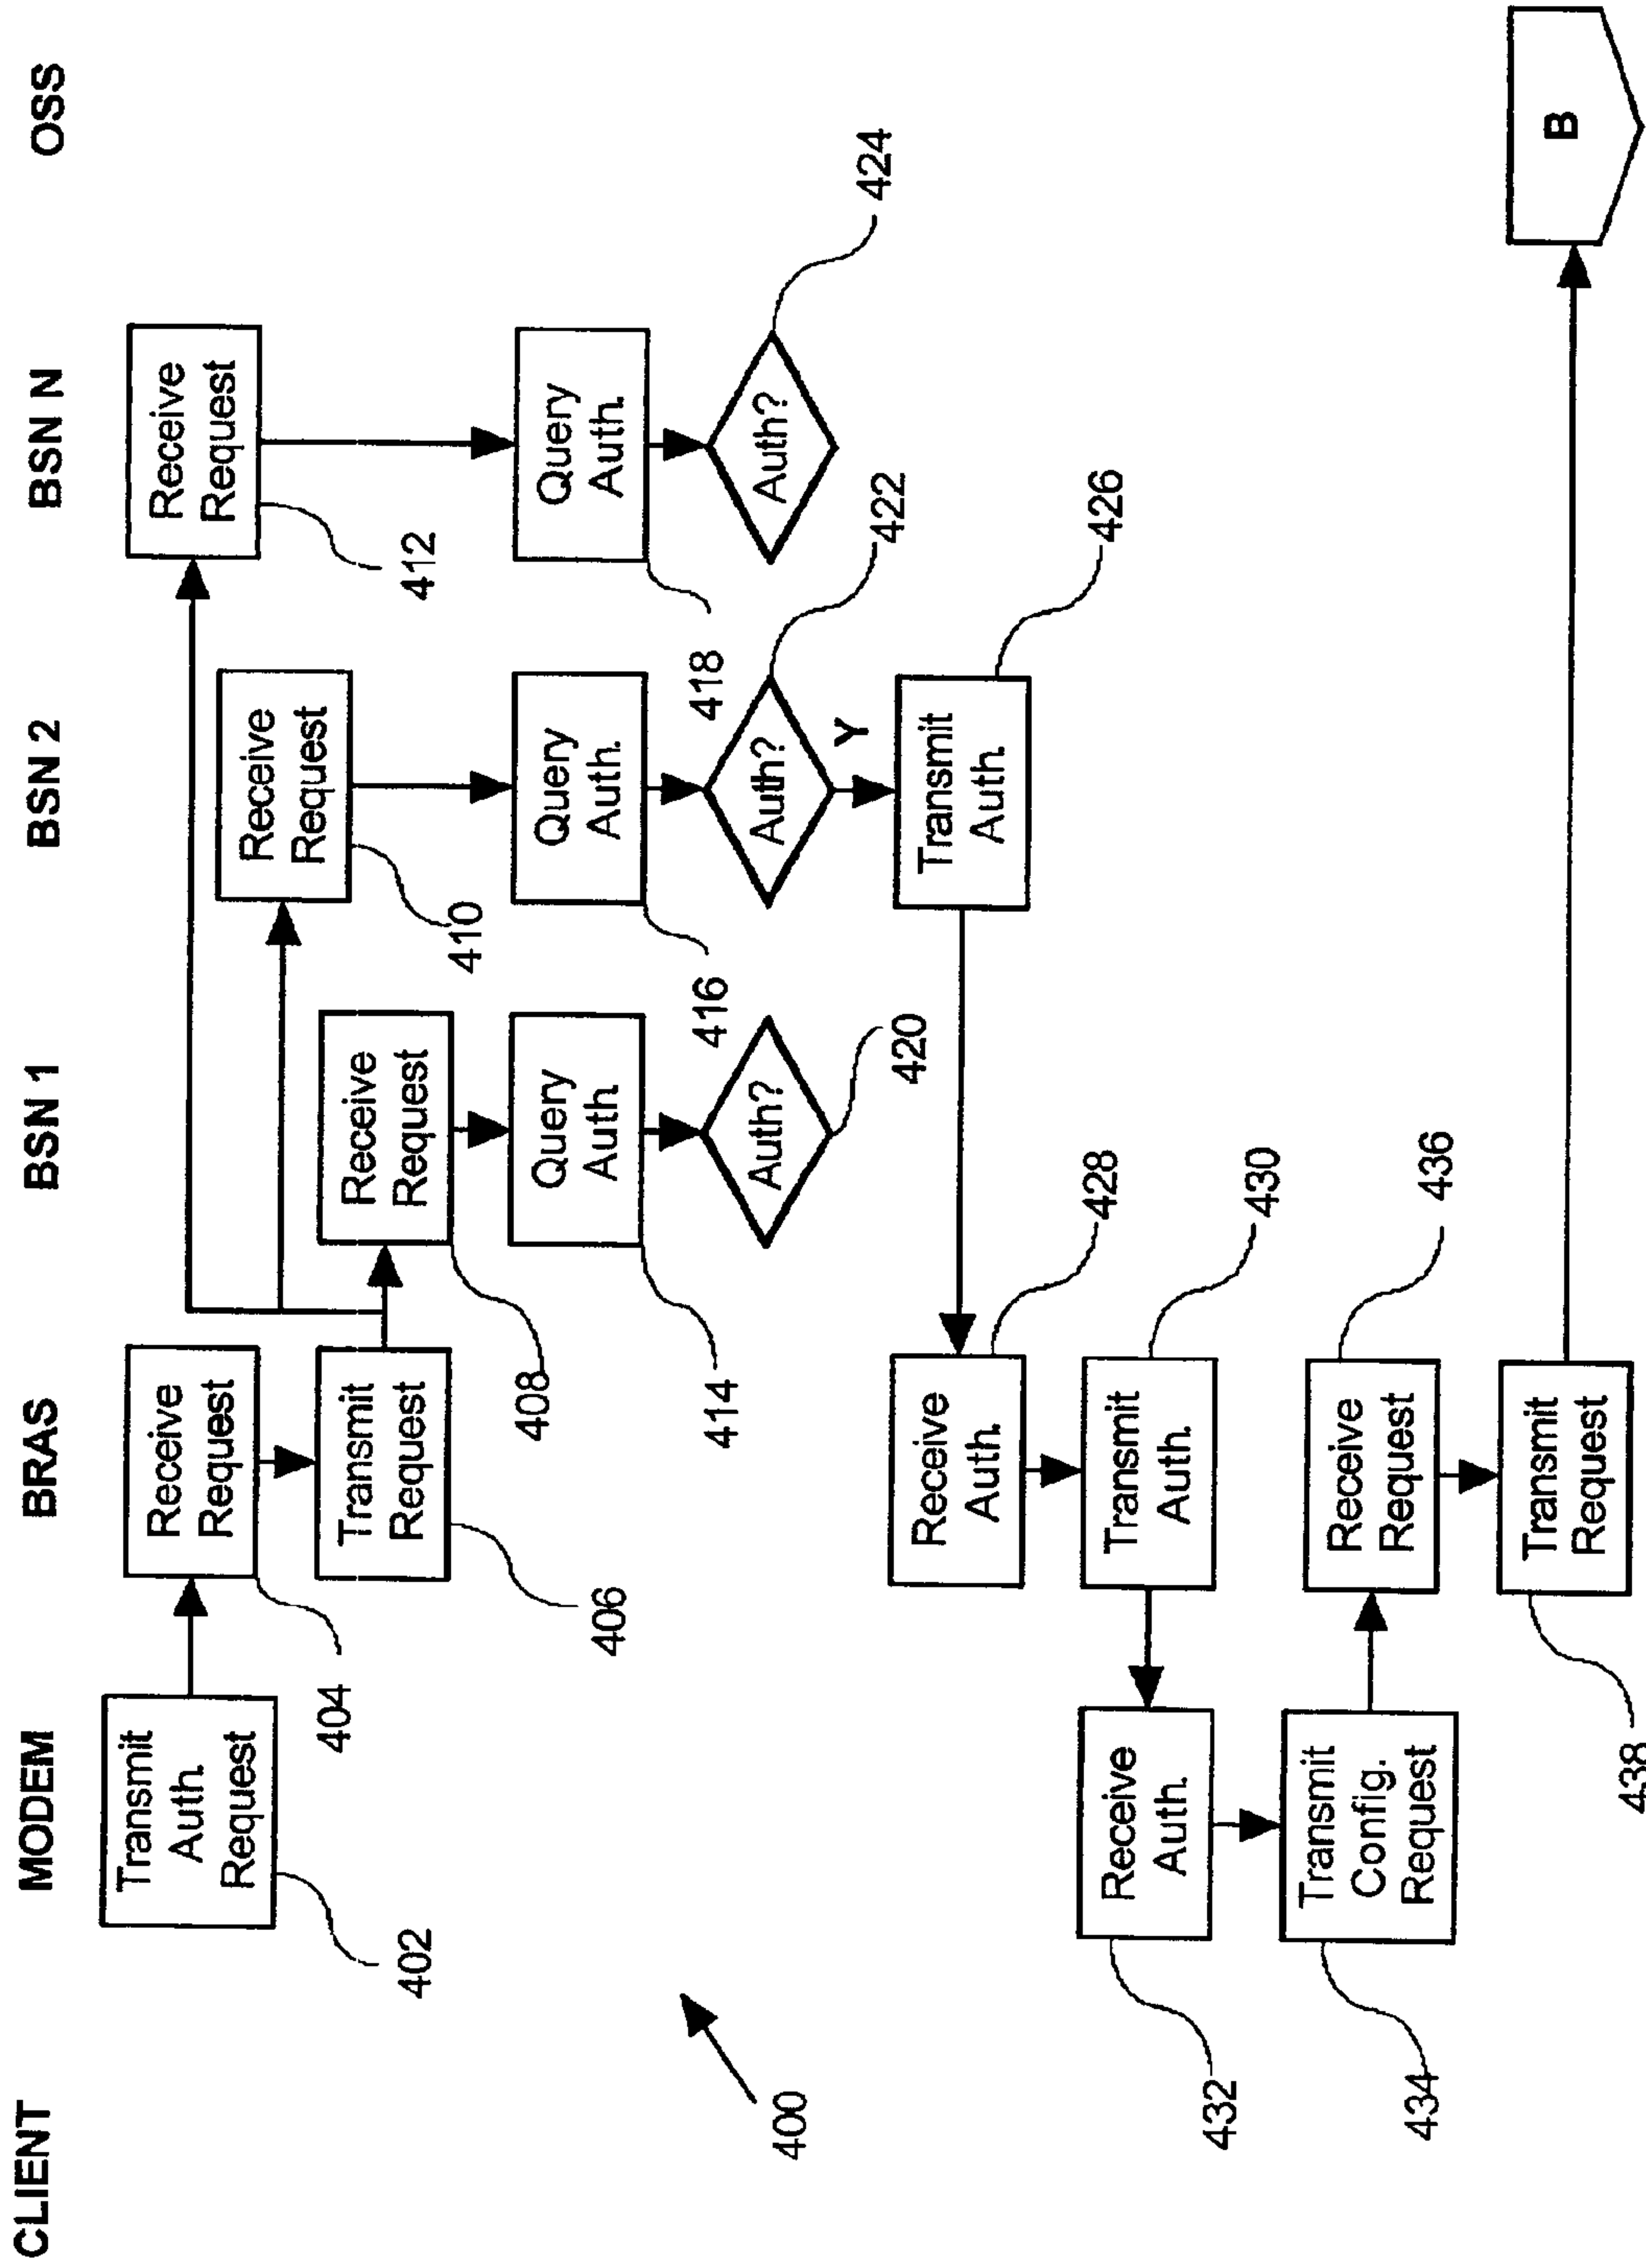 CLIENT
MODEM
BRAS
BSN 1
BSN 2
BSN N
OSS
Transmit
Auth.
Request
402
Receive
Request
404
Transmit
Request
406
Receive
Request
408
Receive
Request
410
Receive
Request
412
Query
Auth.
414
Query
Auth.
416
Query
Auth.
418
Auth?
420
Auth?
422
Y
Auth?
424
400
Transmit
Auth.
426
Receive
Auth.
428
Transmit
Auth.
430
Receive
Auth.
432
Transmit
Config.
Request
434
Receive
Request
436
Transmit
Request
438
B